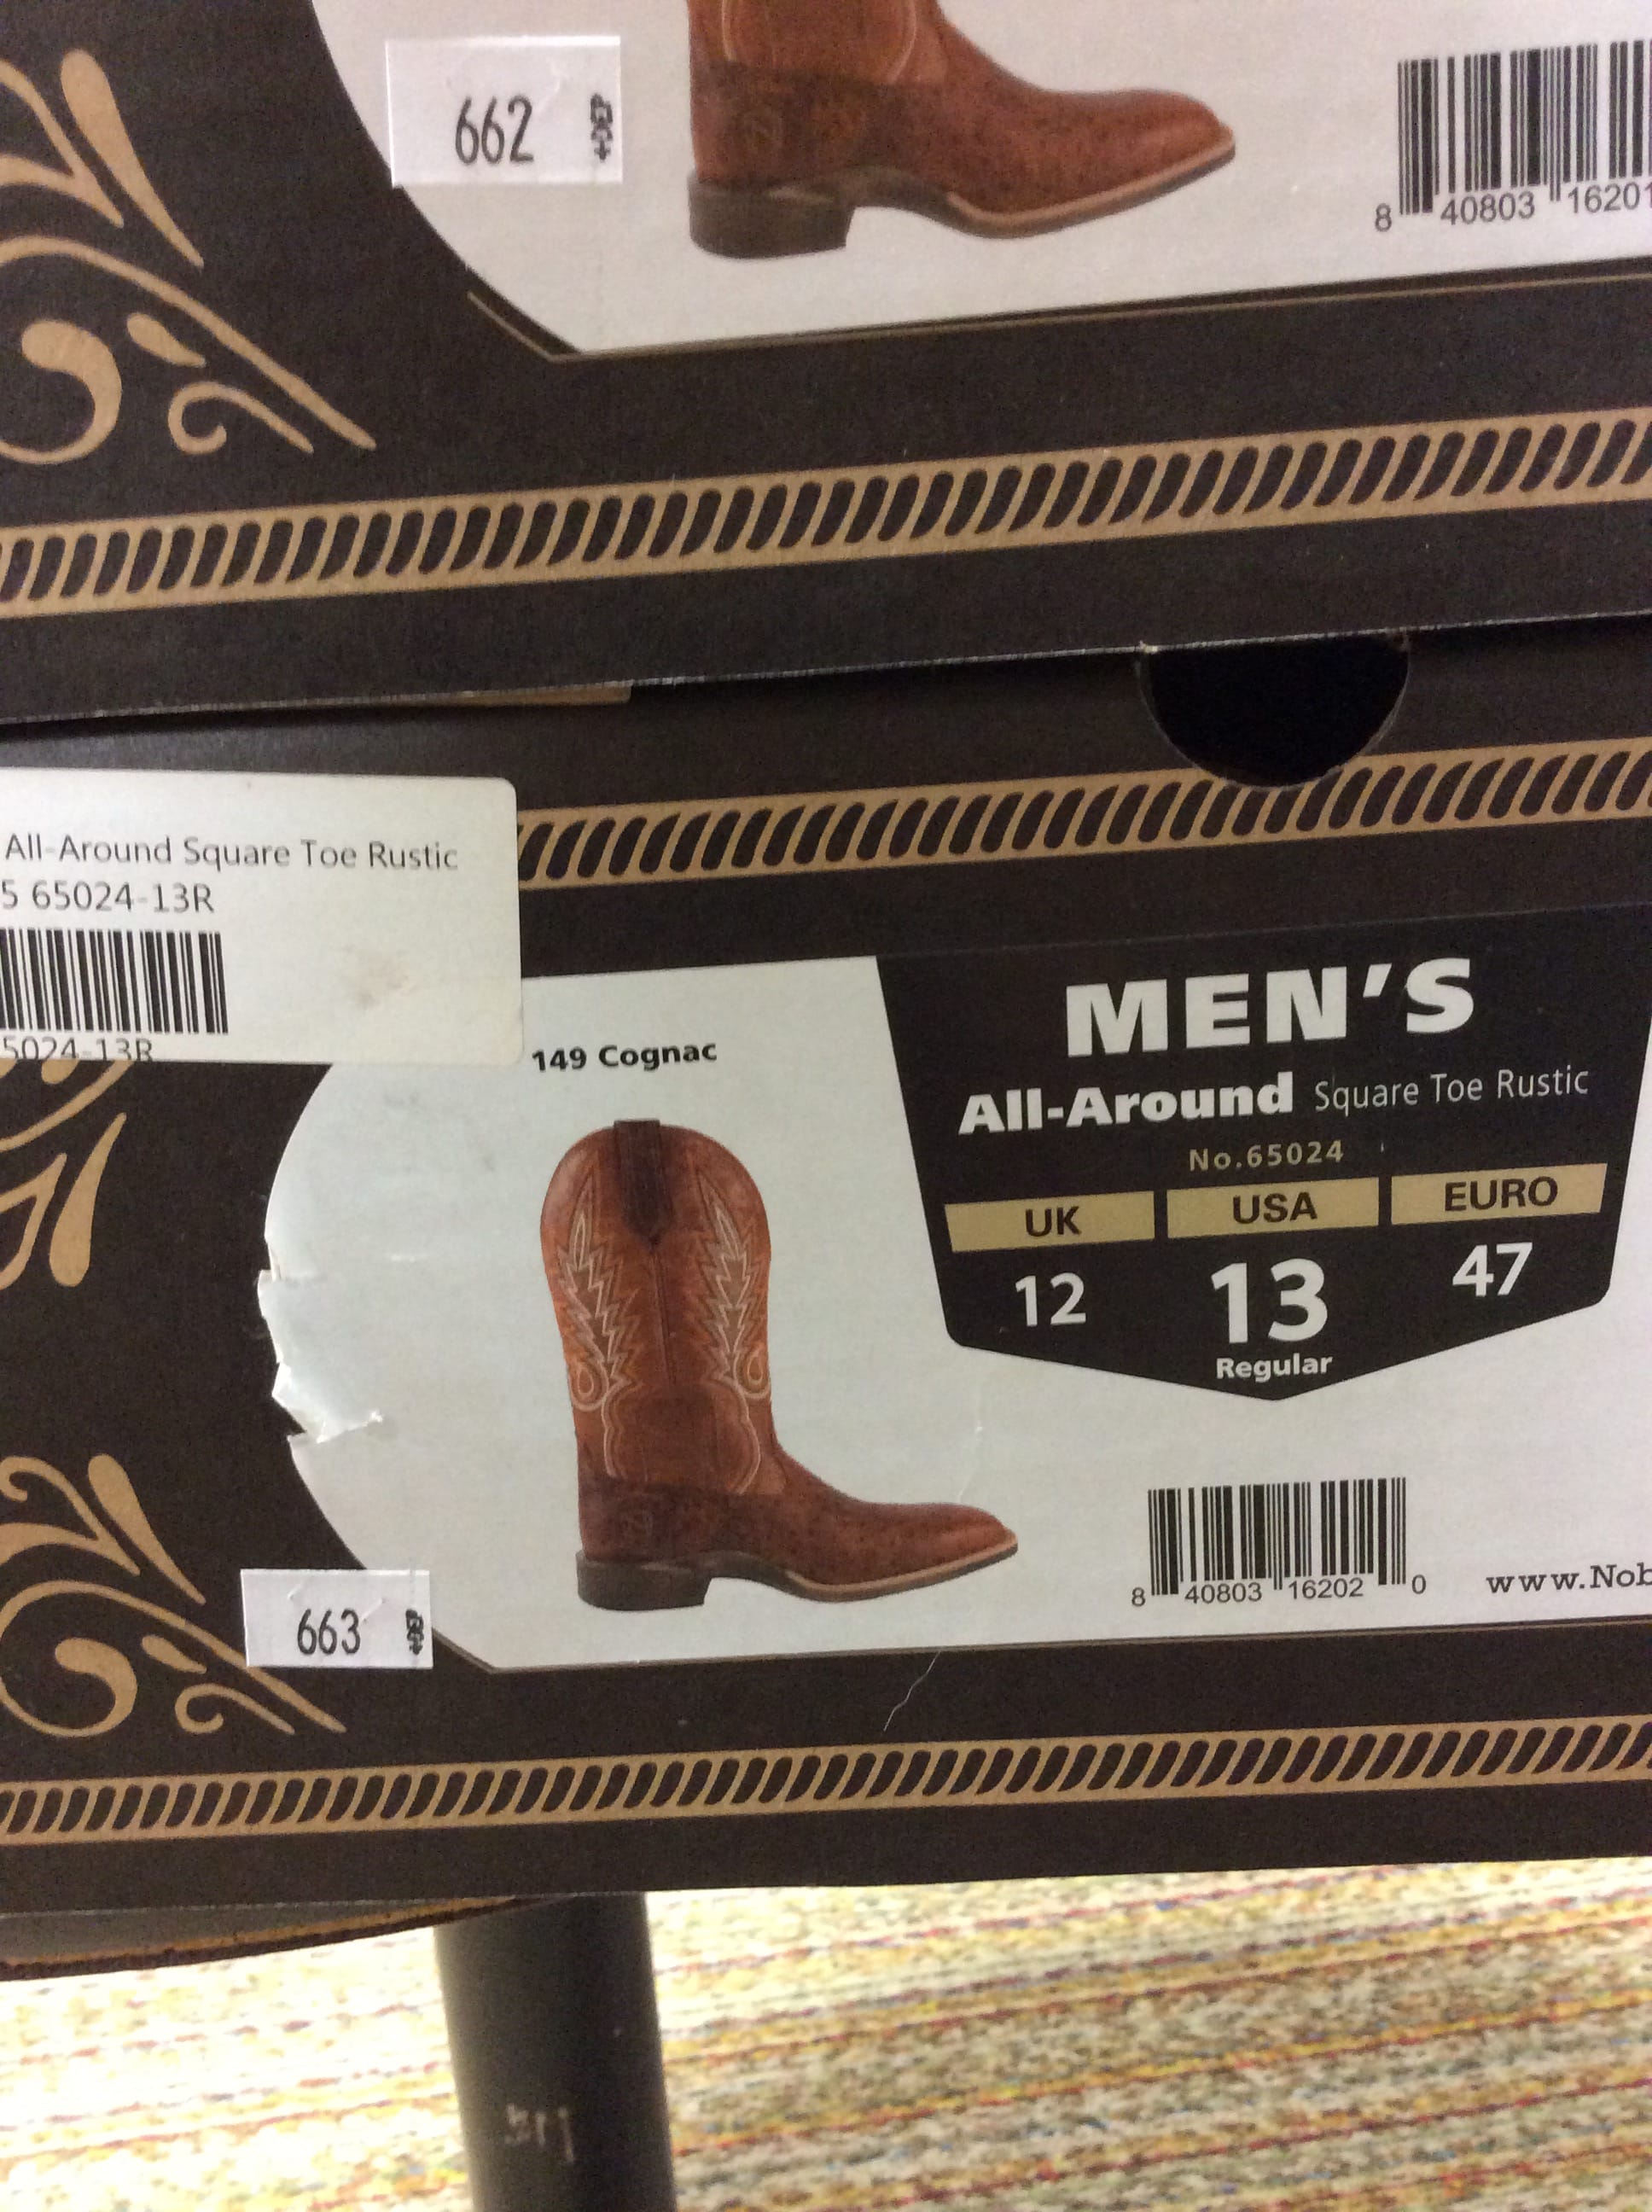 662
8 40803 16201
All-Around Square Toe Rustic
5 65024-13R
5024-13R
149 Cognac
MEN'S
All-Around Square Toe Rustic
No.65024
UK USA EURO
12 13 47
Regular
8 40803 16202 0
www.Nob
663